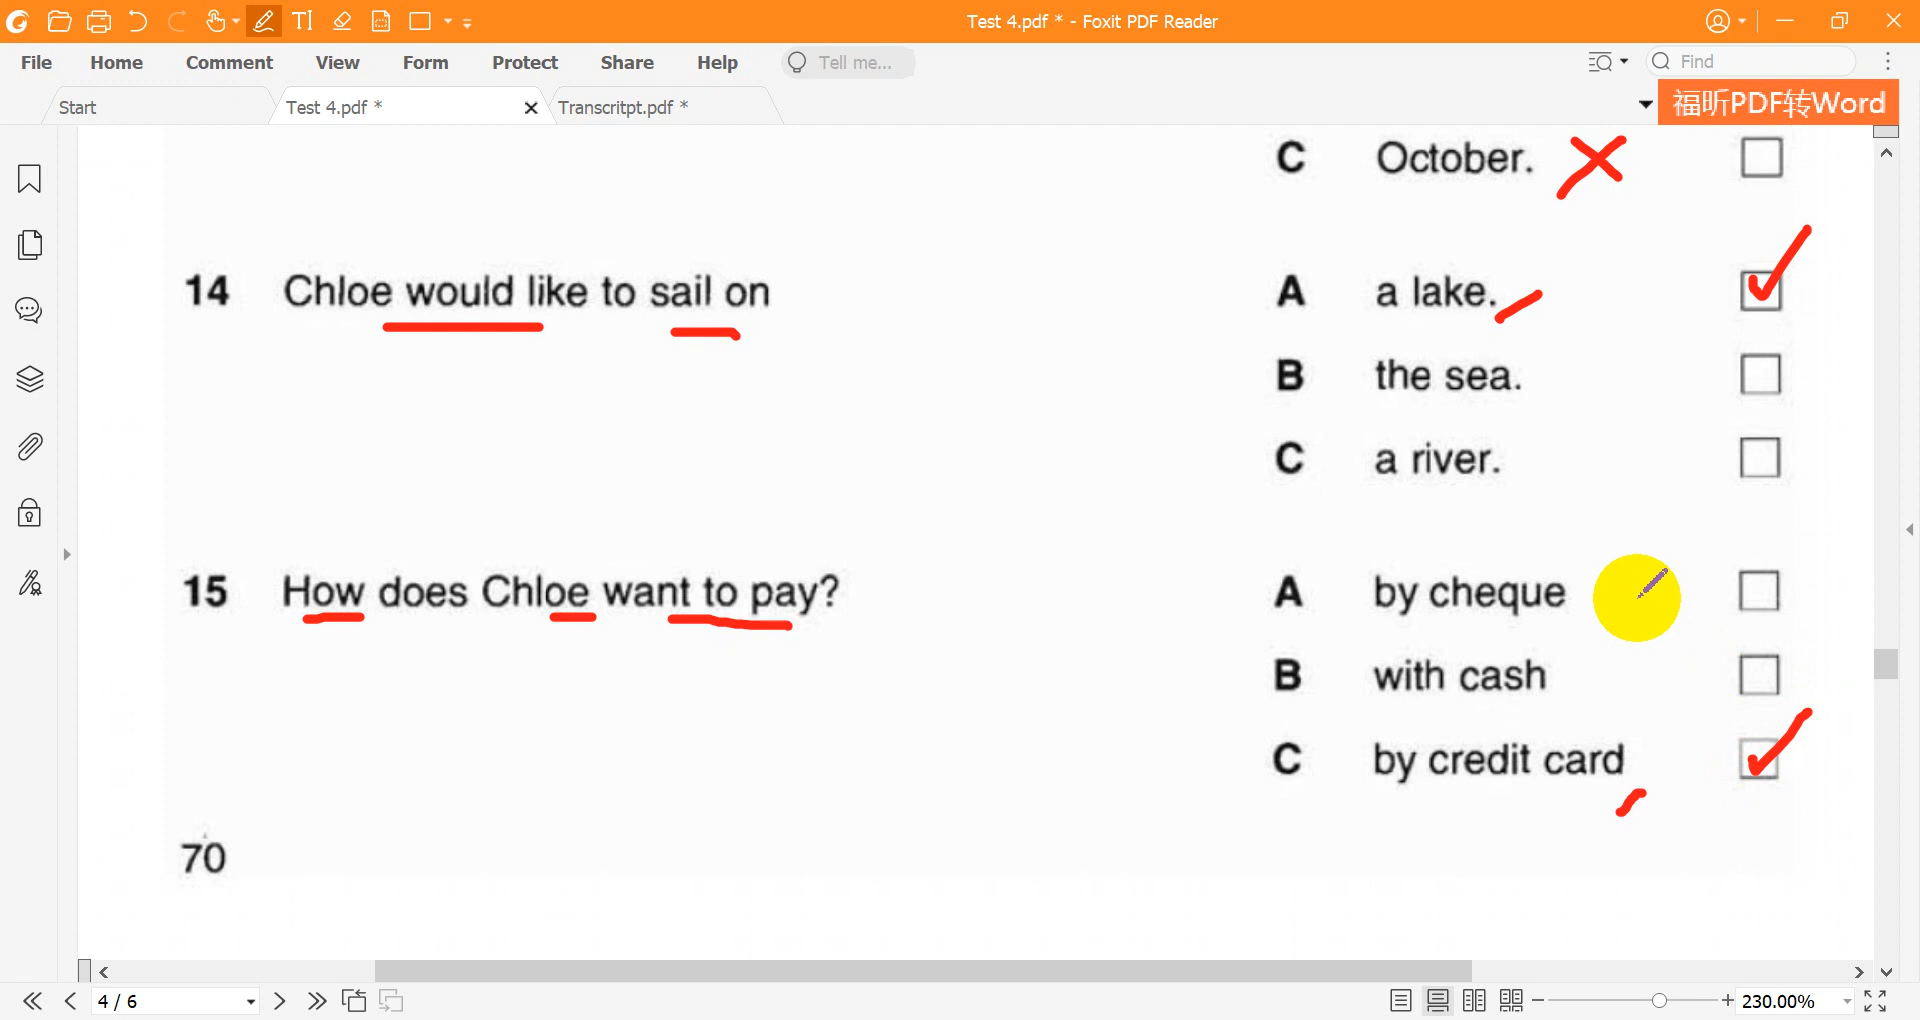 Test 4.pdf * - Foxit PDF Reader
File Home Comment View Form Protect Share Help Tell me... Find
Start Test 4.pdf * Transcritpt.pdf * 福昕PDF转Word
C October.
14 Chloe would like to sail on A a lake.
B the sea.
C a river.
15 How does Chloe want to pay? A by cheque
B with cash
C by credit card
70
4 / 6 230.00%